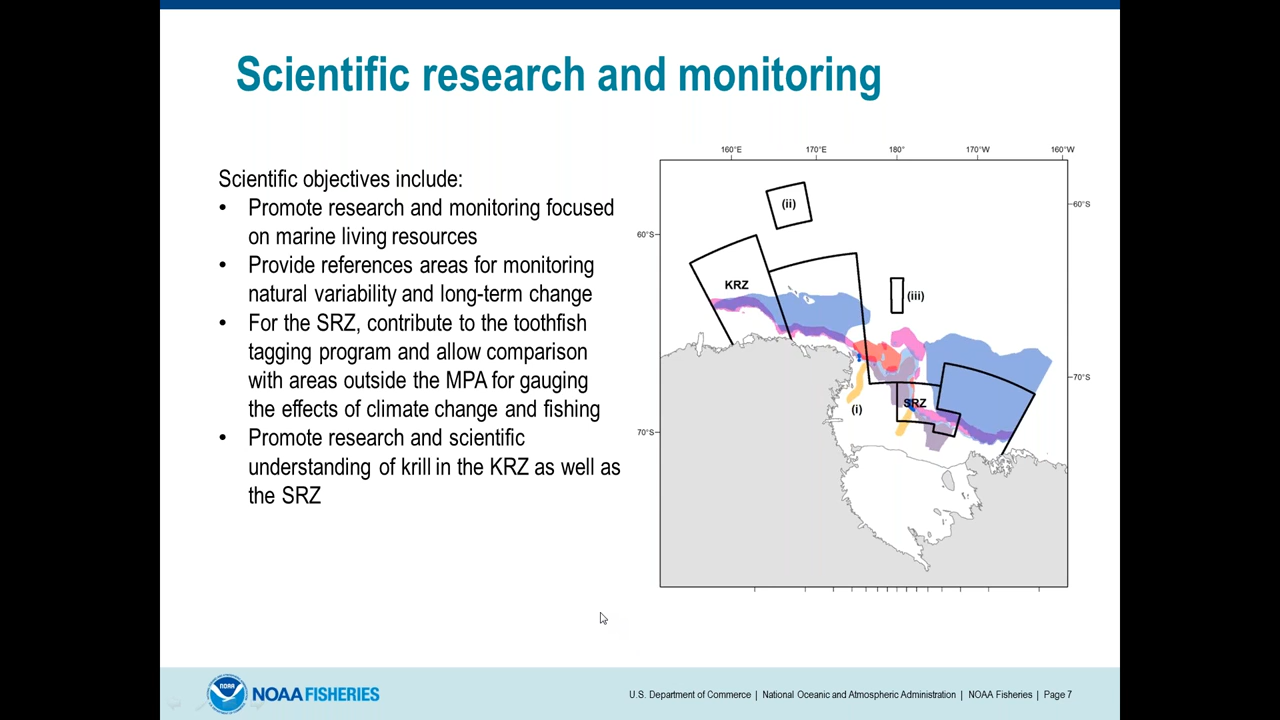 Scientific research and monitoring
Scientific objectives include:
• Promote research and monitoring focused
on marine living resources
• Provide references areas for monitoring
natural variability and long-term change
• For the SRZ, contribute to the toothfish
tagging program and allow comparison
with areas outside the MPA for gauging
the effects of climate change and fishing
• Promote research and scientific
understanding of krill in the KRZ as well as
the SRZ
160°E 170°E 180° 170°W 160°W
60°S
60°S
70°S
70°S
(ii)
KRZ
(iii)
SRZ
(i)
NOAA
NOAA FISHERIES
U.S. Department of Commerce | National Oceanic and Atmospheric Administration | NOAA Fisheries | Page 7